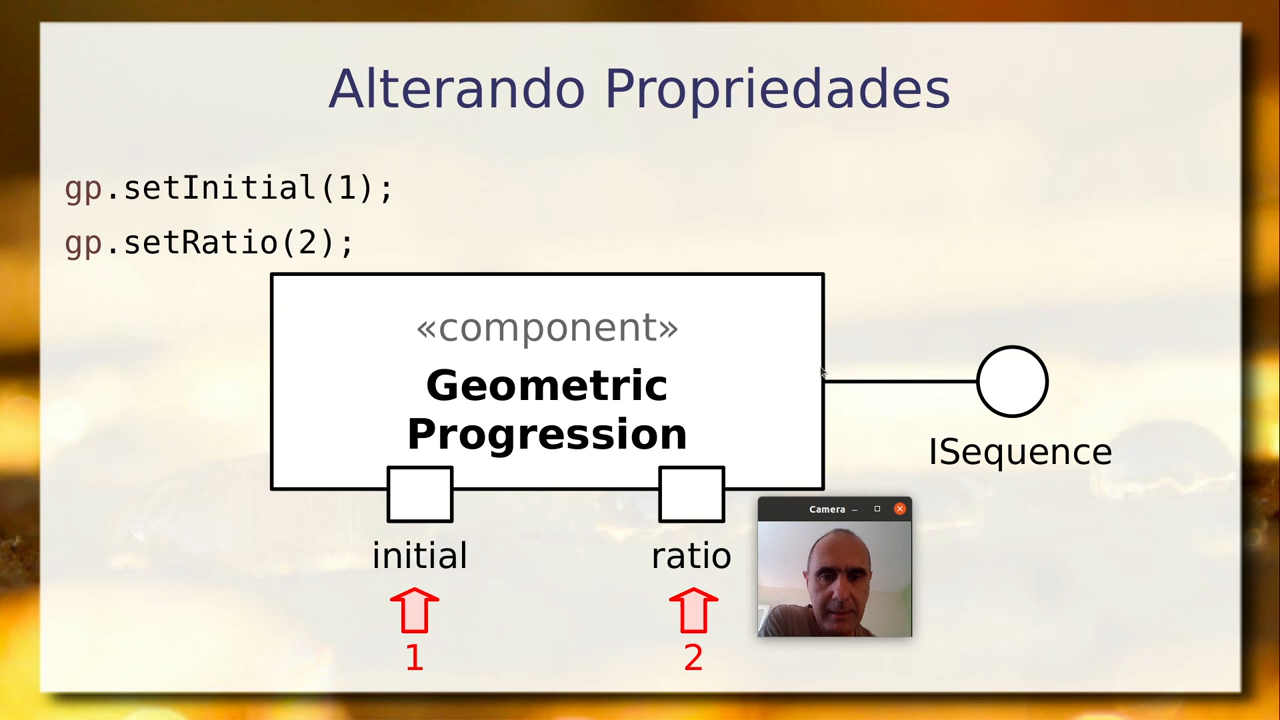 Alterando Propriedades
gp.setInitial(1);
gp.setRatio(2);
«component»
Geometric
Progression
ISequence
Camera
initial
ratio
1
2